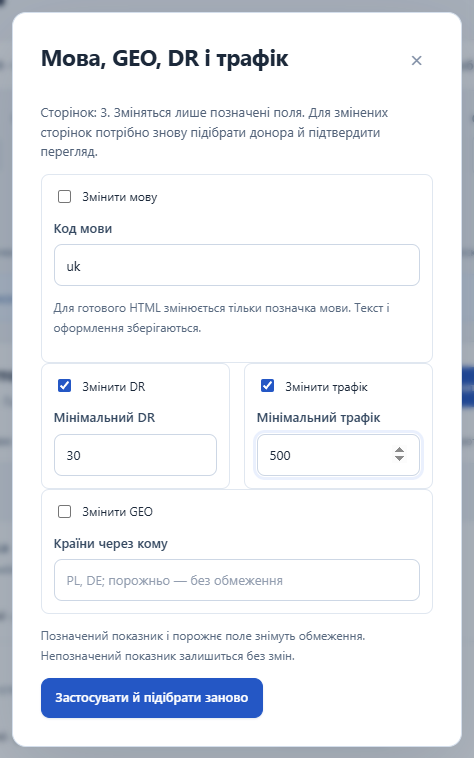 Мова, GEO, DR і трафік
×
Сторінок: 3. Зміняться лише позначені поля. Для змінених
сторінок потрібно знову підібрати донора й підтвердити
перегляд.
Змінити мову
Код мови
uk
Для готового HTML змінюється тільки позначка мови. Текст і
оформлення зберігаються.
Змінити DR
Змінити трафік
Мінімальний DR
Мінімальний трафік
30
500
Змінити GEO
Країни через кому
PL, DE; порожньо — без обмеження
Позначений показник і порожнє поле знімуть обмеження.
Непозначений показник залишиться без змін.
Застосувати й підібрати заново